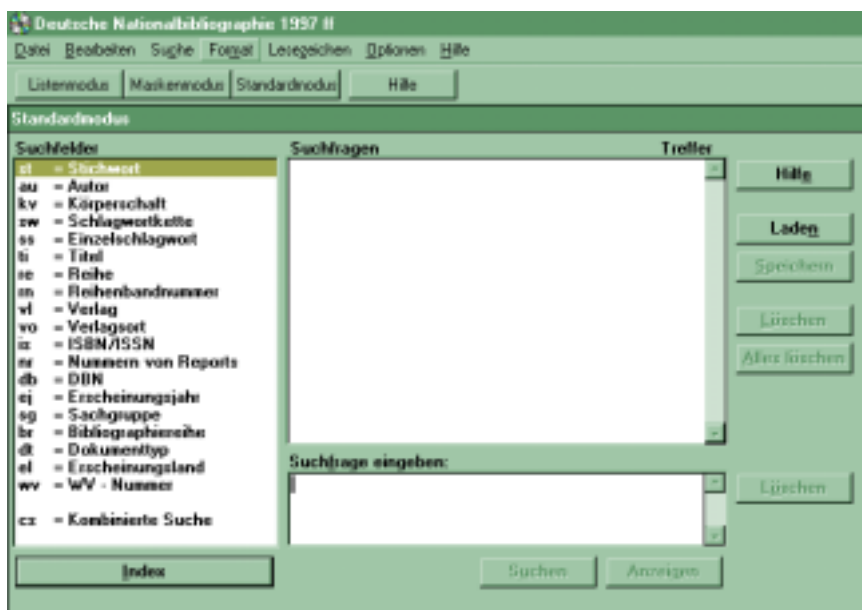 Deutsche Nationalbibliographie 1997 ff
Datei Bearbeiten Suche Format Lesezeichen Optionen Hilfe
Listenmodus Maskenmodus Standardmodus Hilfe
Standardmodus
Suchfelder
st = Stichwort
au = Autor
kv = Körperschaft
sw = Schlagwortkette
ss = Einzelschlagwort
ti = Titel
re = Reihe
rn = Reihenbandnummer
vl = Verlag
vo = Verlagsort
iz = ISBN/ISSN
nr = Nummern von Reports
db = DBN
ej = Erscheinungsjahr
sg = Sachgruppe
br = Bibliographiereihe
dt = Dokumenttyp
el = Erscheinungsland
wv = WV - Nummer
cz = Kombinierte Suche
Index
Suchfragen Treffer
Suchfrage eingeben:
Suchen Anzeigen
Hilfe
Laden
Speichern
Löschen
Alles löschen
Löschen